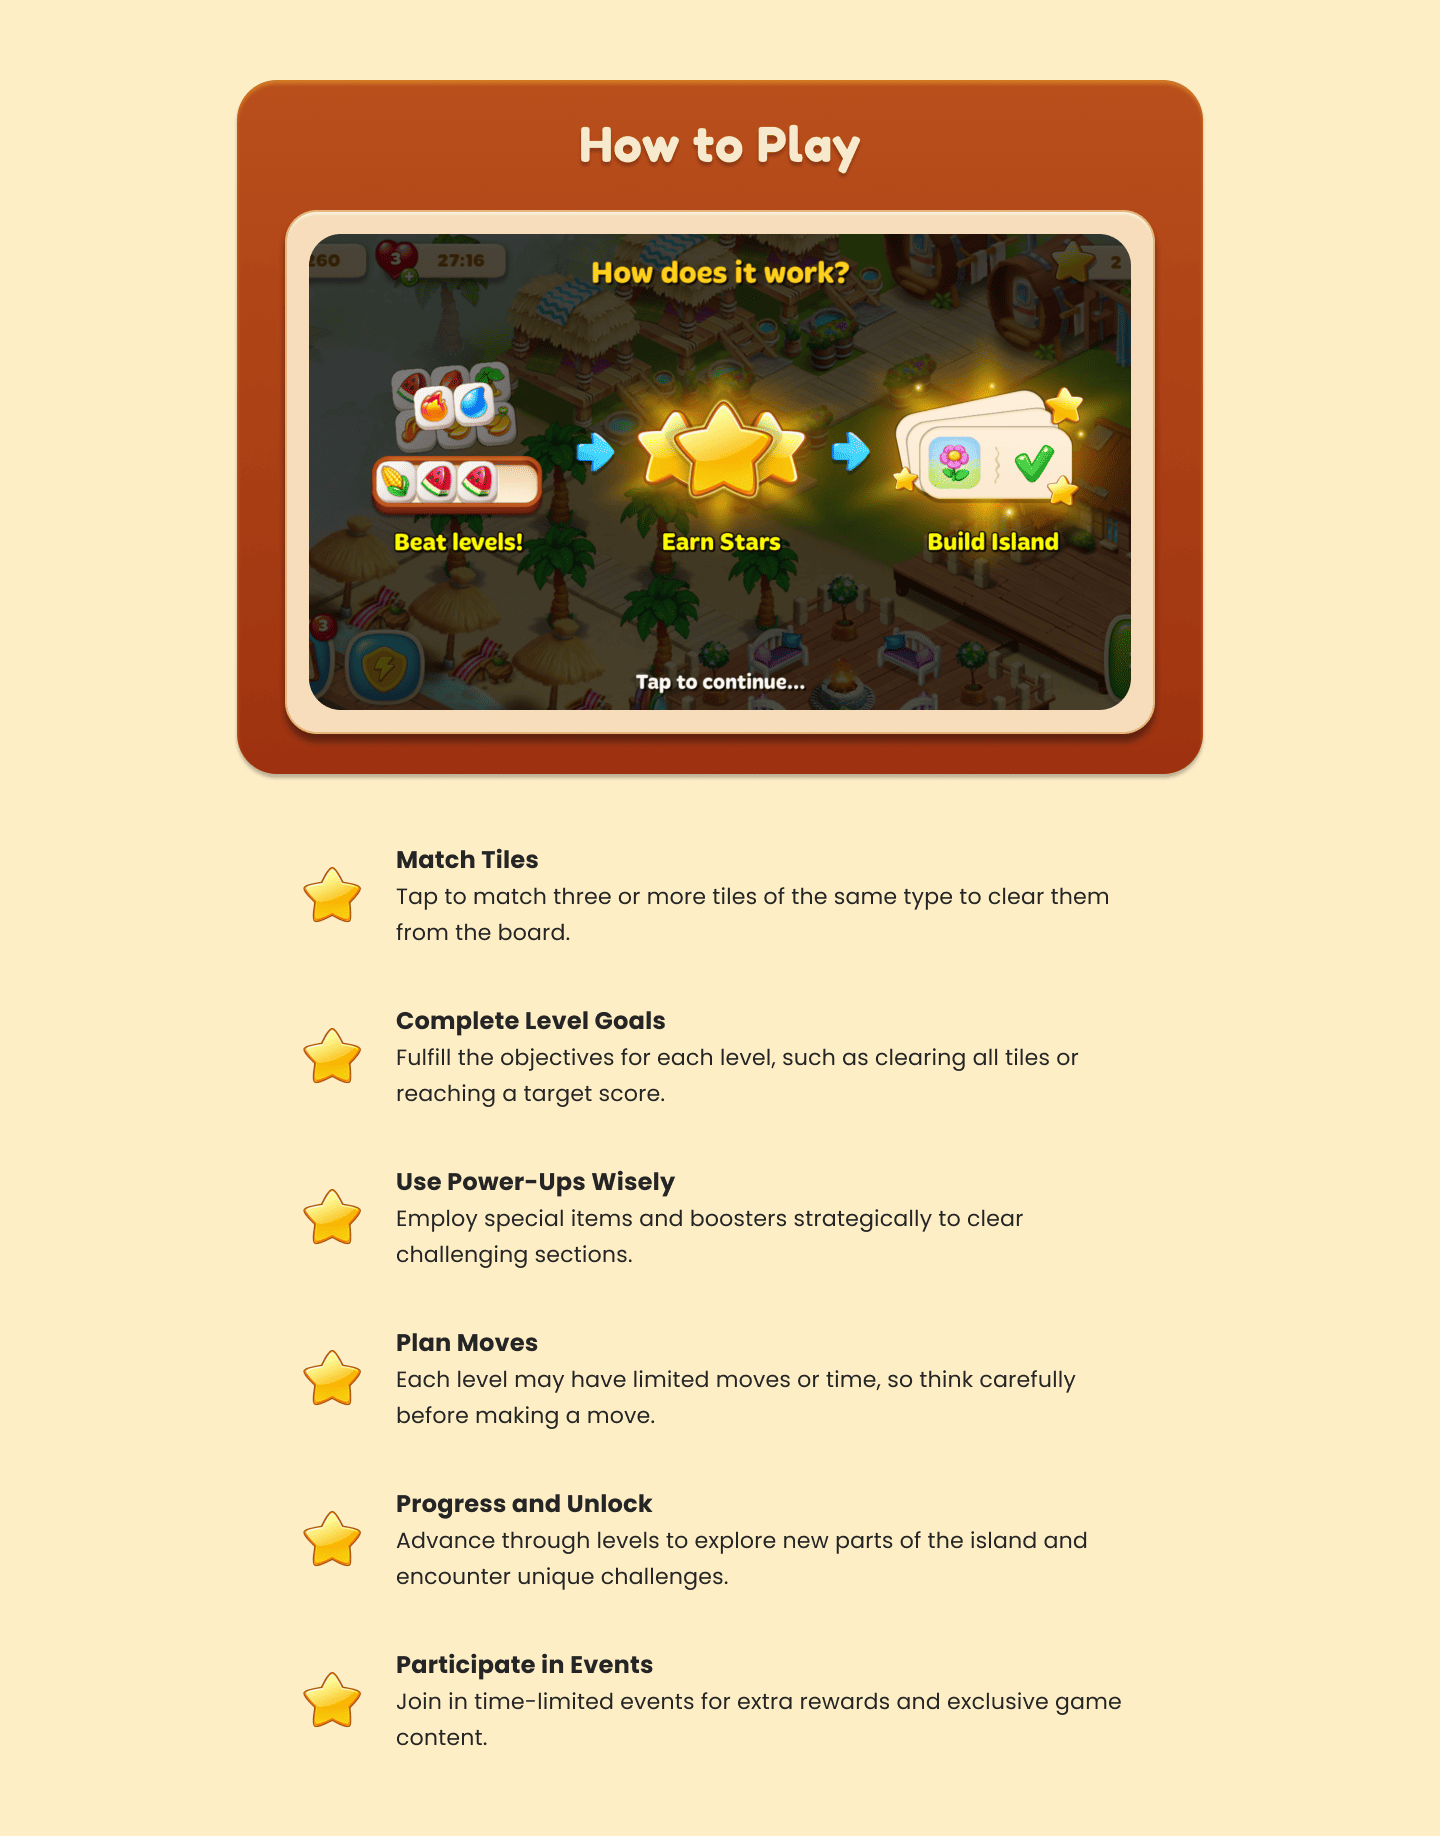 How to Play
260
3
27:16
How does it work?
2
Beat levels!
Earn Stars
Build Island
3
Tap to continue...
Match Tiles
Tap to match three or more tiles of the same type to clear them
from the board.
Complete Level Goals
Fulfill the objectives for each level, such as clearing all tiles or
reaching a target score.
Use Power-Ups Wisely
Employ special items and boosters strategically to clear
challenging sections.
Plan Moves
Each level may have limited moves or time, so think carefully
before making a move.
Progress and Unlock
Advance through levels to explore new parts of the island and
encounter unique challenges.
Participate in Events
Join in time-limited events for extra rewards and exclusive game
content.